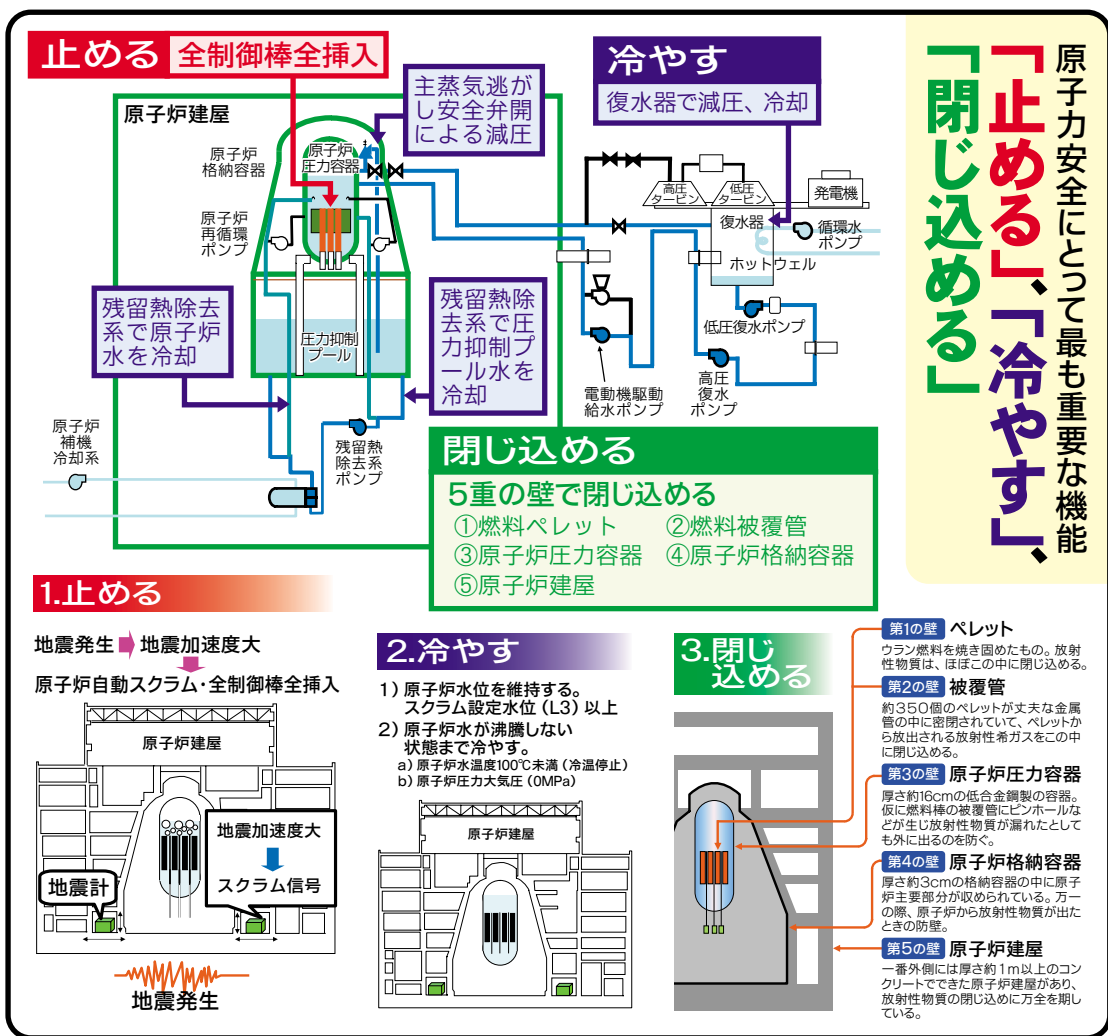 原子力安全にとって最も重要な機能
「止める」、「冷やす」、
「閉じ込める」
止める 全制御棒全挿入
原子炉建屋
主蒸気逃が
し安全弁開
による減圧
冷やす
復水器で減圧、冷却
原子炉
格納容器
原子炉
圧力容器
原子炉
再循環
ポンプ
高圧
タービン
低圧
タービン
発電機
復水器
循環水
ポンプ
ホットウェル
残留熱除去
系で原子炉
水を冷却
圧力抑制
プール
残留熱除
去系で圧
力抑制プ
ール水を
冷却
低圧復水ポンプ
電動機駆動
給水ポンプ
高圧
復水
ポンプ
原子炉
補機
冷却系
残留熱
除去系
ポンプ
閉じ込める
5重の壁で閉じ込める
①燃料ペレット ②燃料被覆管
③原子炉圧力容器 ④原子炉格納容器
⑤原子炉建屋
1.止める
地震発生 地震加速度大
原子炉自動スクラム・全制御棒全挿入
原子炉建屋
地震加速度大
スクラム信号
地震計
地震発生
2.冷やす
1）原子炉水位を維持する。
スクラム設定水位（L3）以上
2）原子炉水が沸騰しない
状態まで冷やす。
a）原子炉水温度100℃未満（冷温停止）
b）原子炉圧力大気圧（0MPa）
原子炉建屋
3.閉じ
込める
第1の壁 ペレット
ウラン燃料を焼き固めたもの。放射
性物質は、ほぼこの中に閉じ込める。
第2の壁 被覆管
約350個のペレットが丈夫な金属
管の中に密閉されていて、ペレットか
ら放出される放射性希ガスをこの中
に閉じ込める。
第3の壁 原子炉圧力容器
厚さ約16cmの低合金鋼製の容器。
仮に燃料棒の被覆管にピンホールな
どが生じ放射性物質が漏れたとして
も外に出るのを防ぐ。
第4の壁 原子炉格納容器
厚さ約3cmの格納容器の中に原子
炉主要部分が収められている。万一
の際、原子炉から放射性物質が出た
ときの防壁。
第5の壁 原子炉建屋
一番外側には厚さ約1m以上のコン
クリートでできた原子炉建屋があり、
放射性物質の閉じ込めに万全を期し
ている。